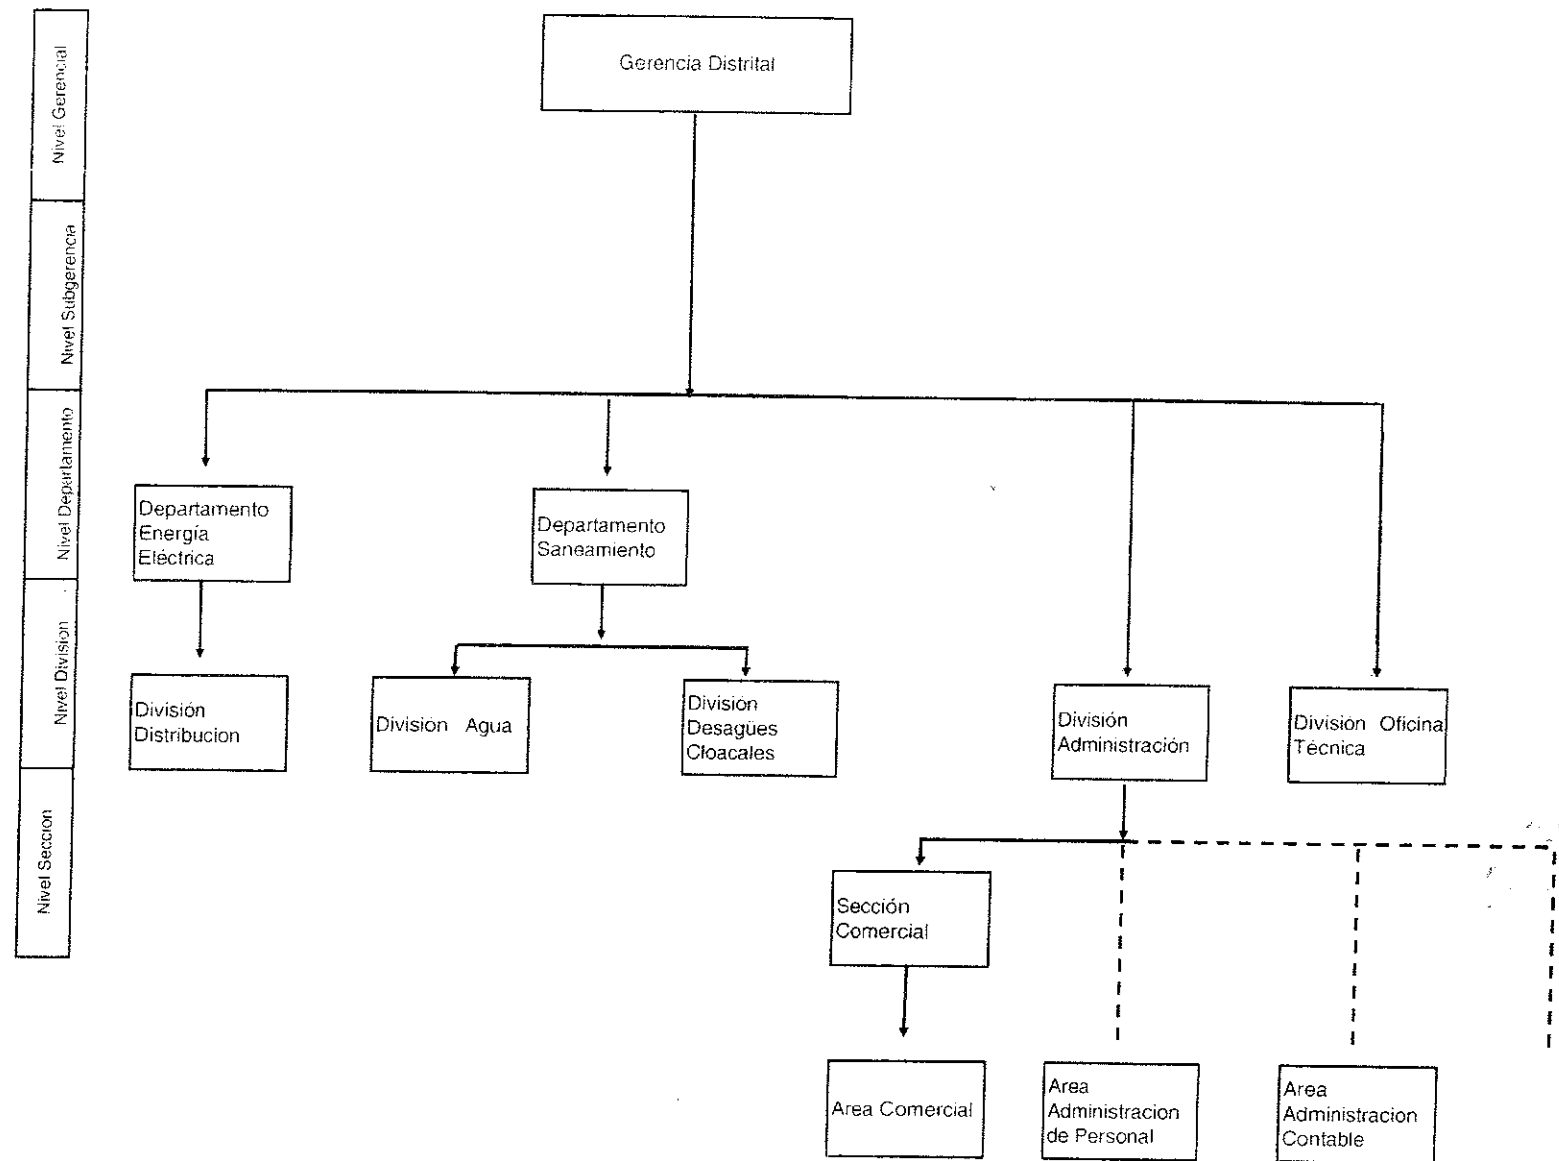 Nivel Gerencial
Nivel Subgerencia
Nivel Departamento
Nivel Division
Nivel Seccion
Gerencia Distrital
Departamento
Energía
Eléctrica
Departamento
Saneamiento
División
Distribucion
División Agua
División
Desagües
Cloacales
División
Administración
División Oficina
Técnica
Sección
Comercial
Area Comercial
Area
Administracion
de Personal
Area
Administracion
Contable